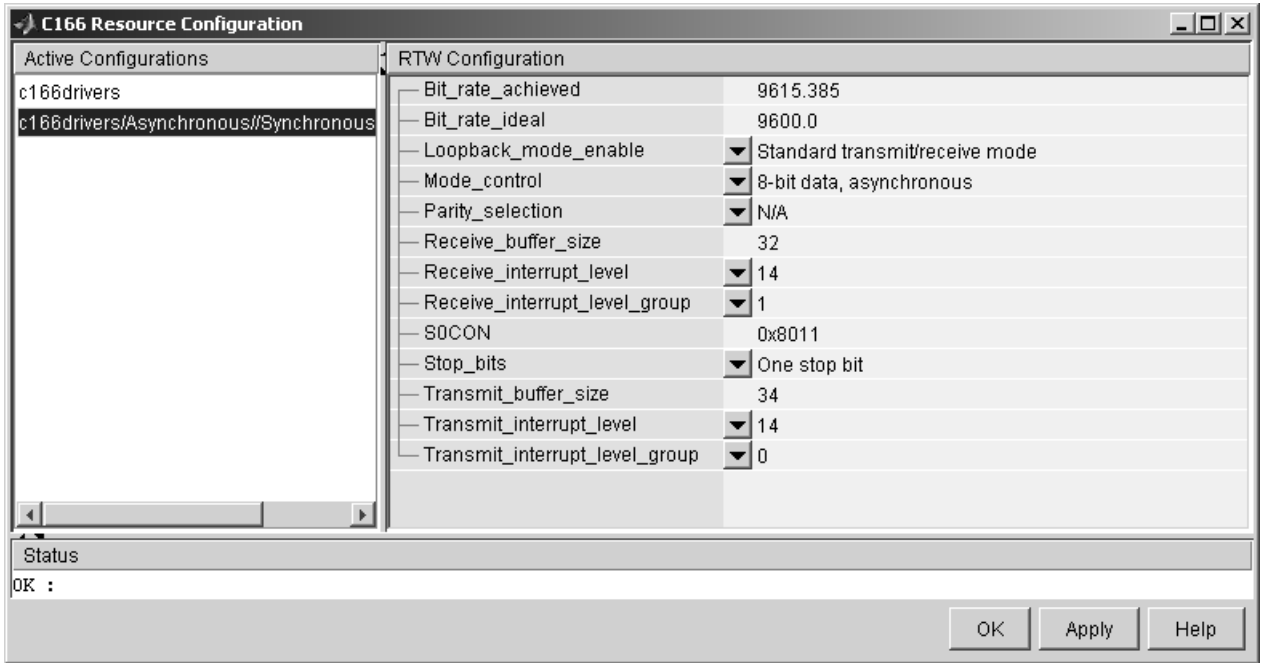 C166 Resource Configuration
Active Configurations
c166drivers
c166drivers/Asynchronous//Synchronous
RTW Configuration
Bit_rate_achieved 9615.385
Bit_rate_ideal 9600.0
Loopback_mode_enable Standard transmit/receive mode
Mode_control 8-bit data, asynchronous
Parity_selection N/A
Receive_buffer_size 32
Receive_interrupt_level 14
Receive_interrupt_level_group 1
S0CON 0x8011
Stop_bits One stop bit
Transmit_buffer_size 34
Transmit_interrupt_level 14
Transmit_interrupt_level_group 0
Status
OK :
OK Apply Help